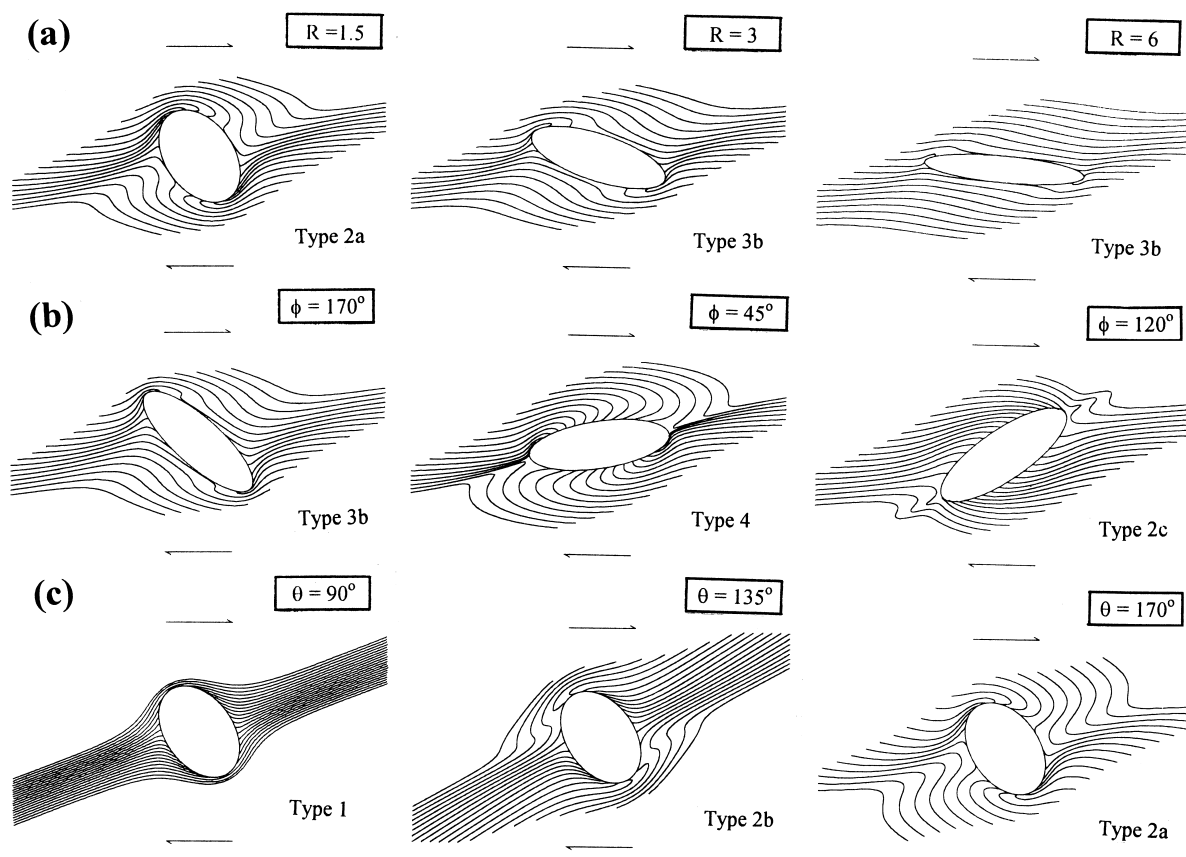 (a)
R =1.5
R = 3
R = 6
Type 2a
Type 3b
Type 3b
(b)
ϕ = 170°
ϕ = 45°
ϕ = 120°
Type 3b
Type 4
Type 2c
(c)
θ = 90°
θ = 135°
θ = 170°
Type 1
Type 2b
Type 2a